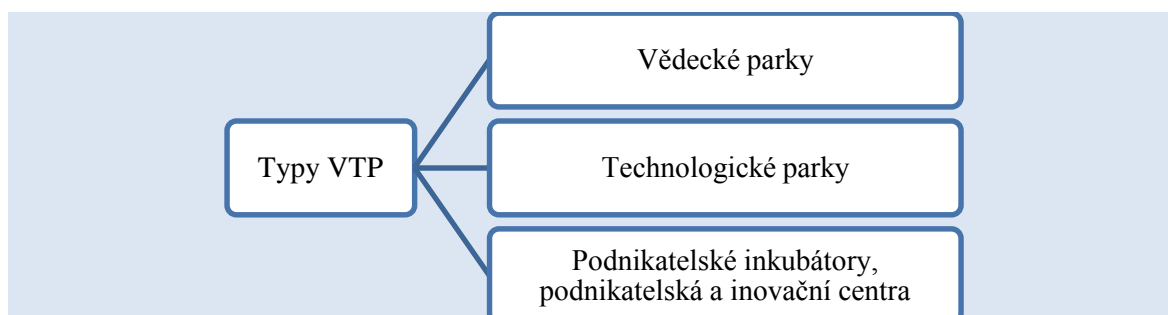 Vědecké parky
Typy VTP
Technologické parky
Podnikatelské inkubátory,
podnikatelská a inovační centra